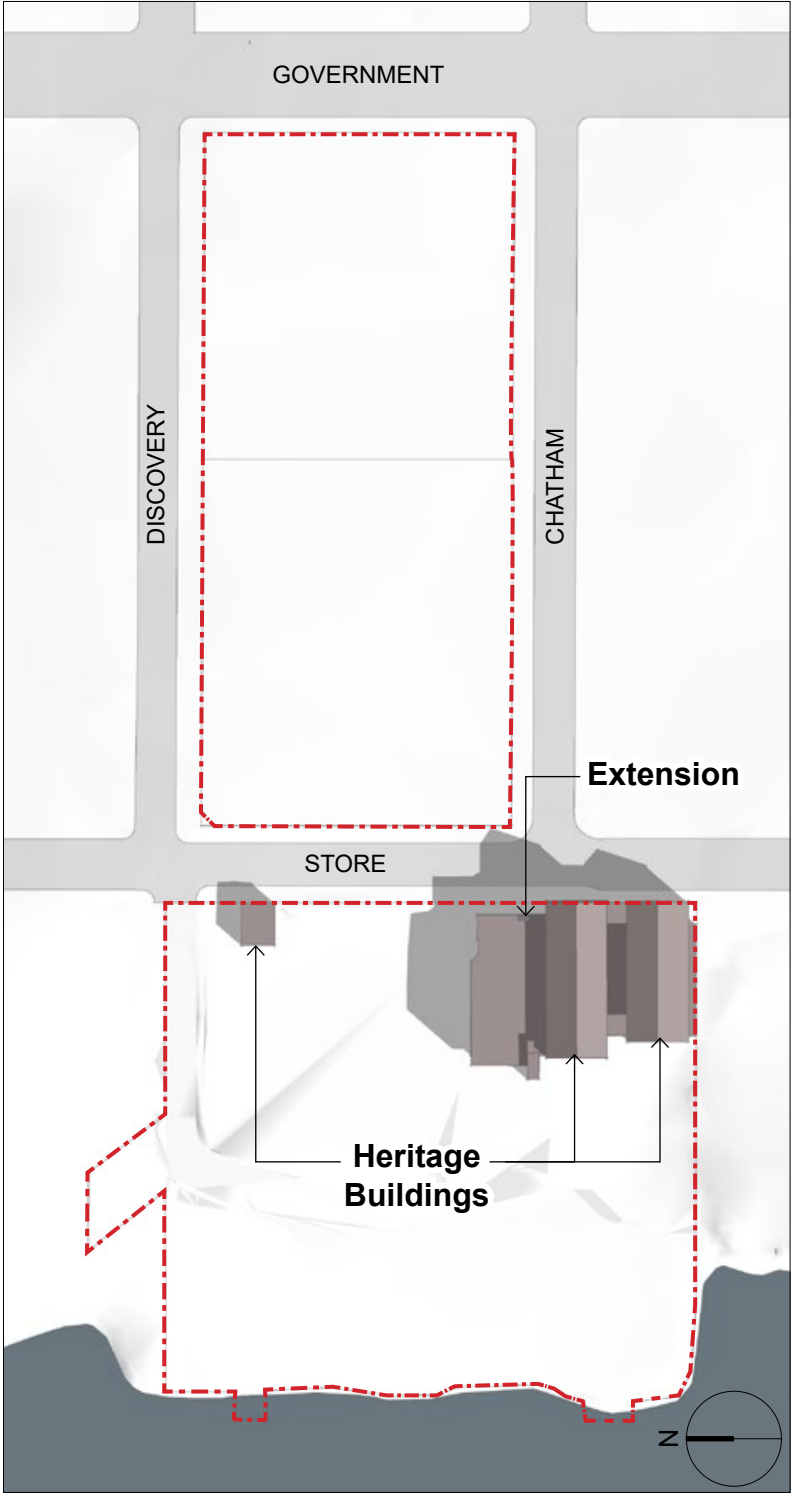 GOVERNMENT
DISCOVERY
CHATHAM
Extension
STORE
Heritage
Buildings
N